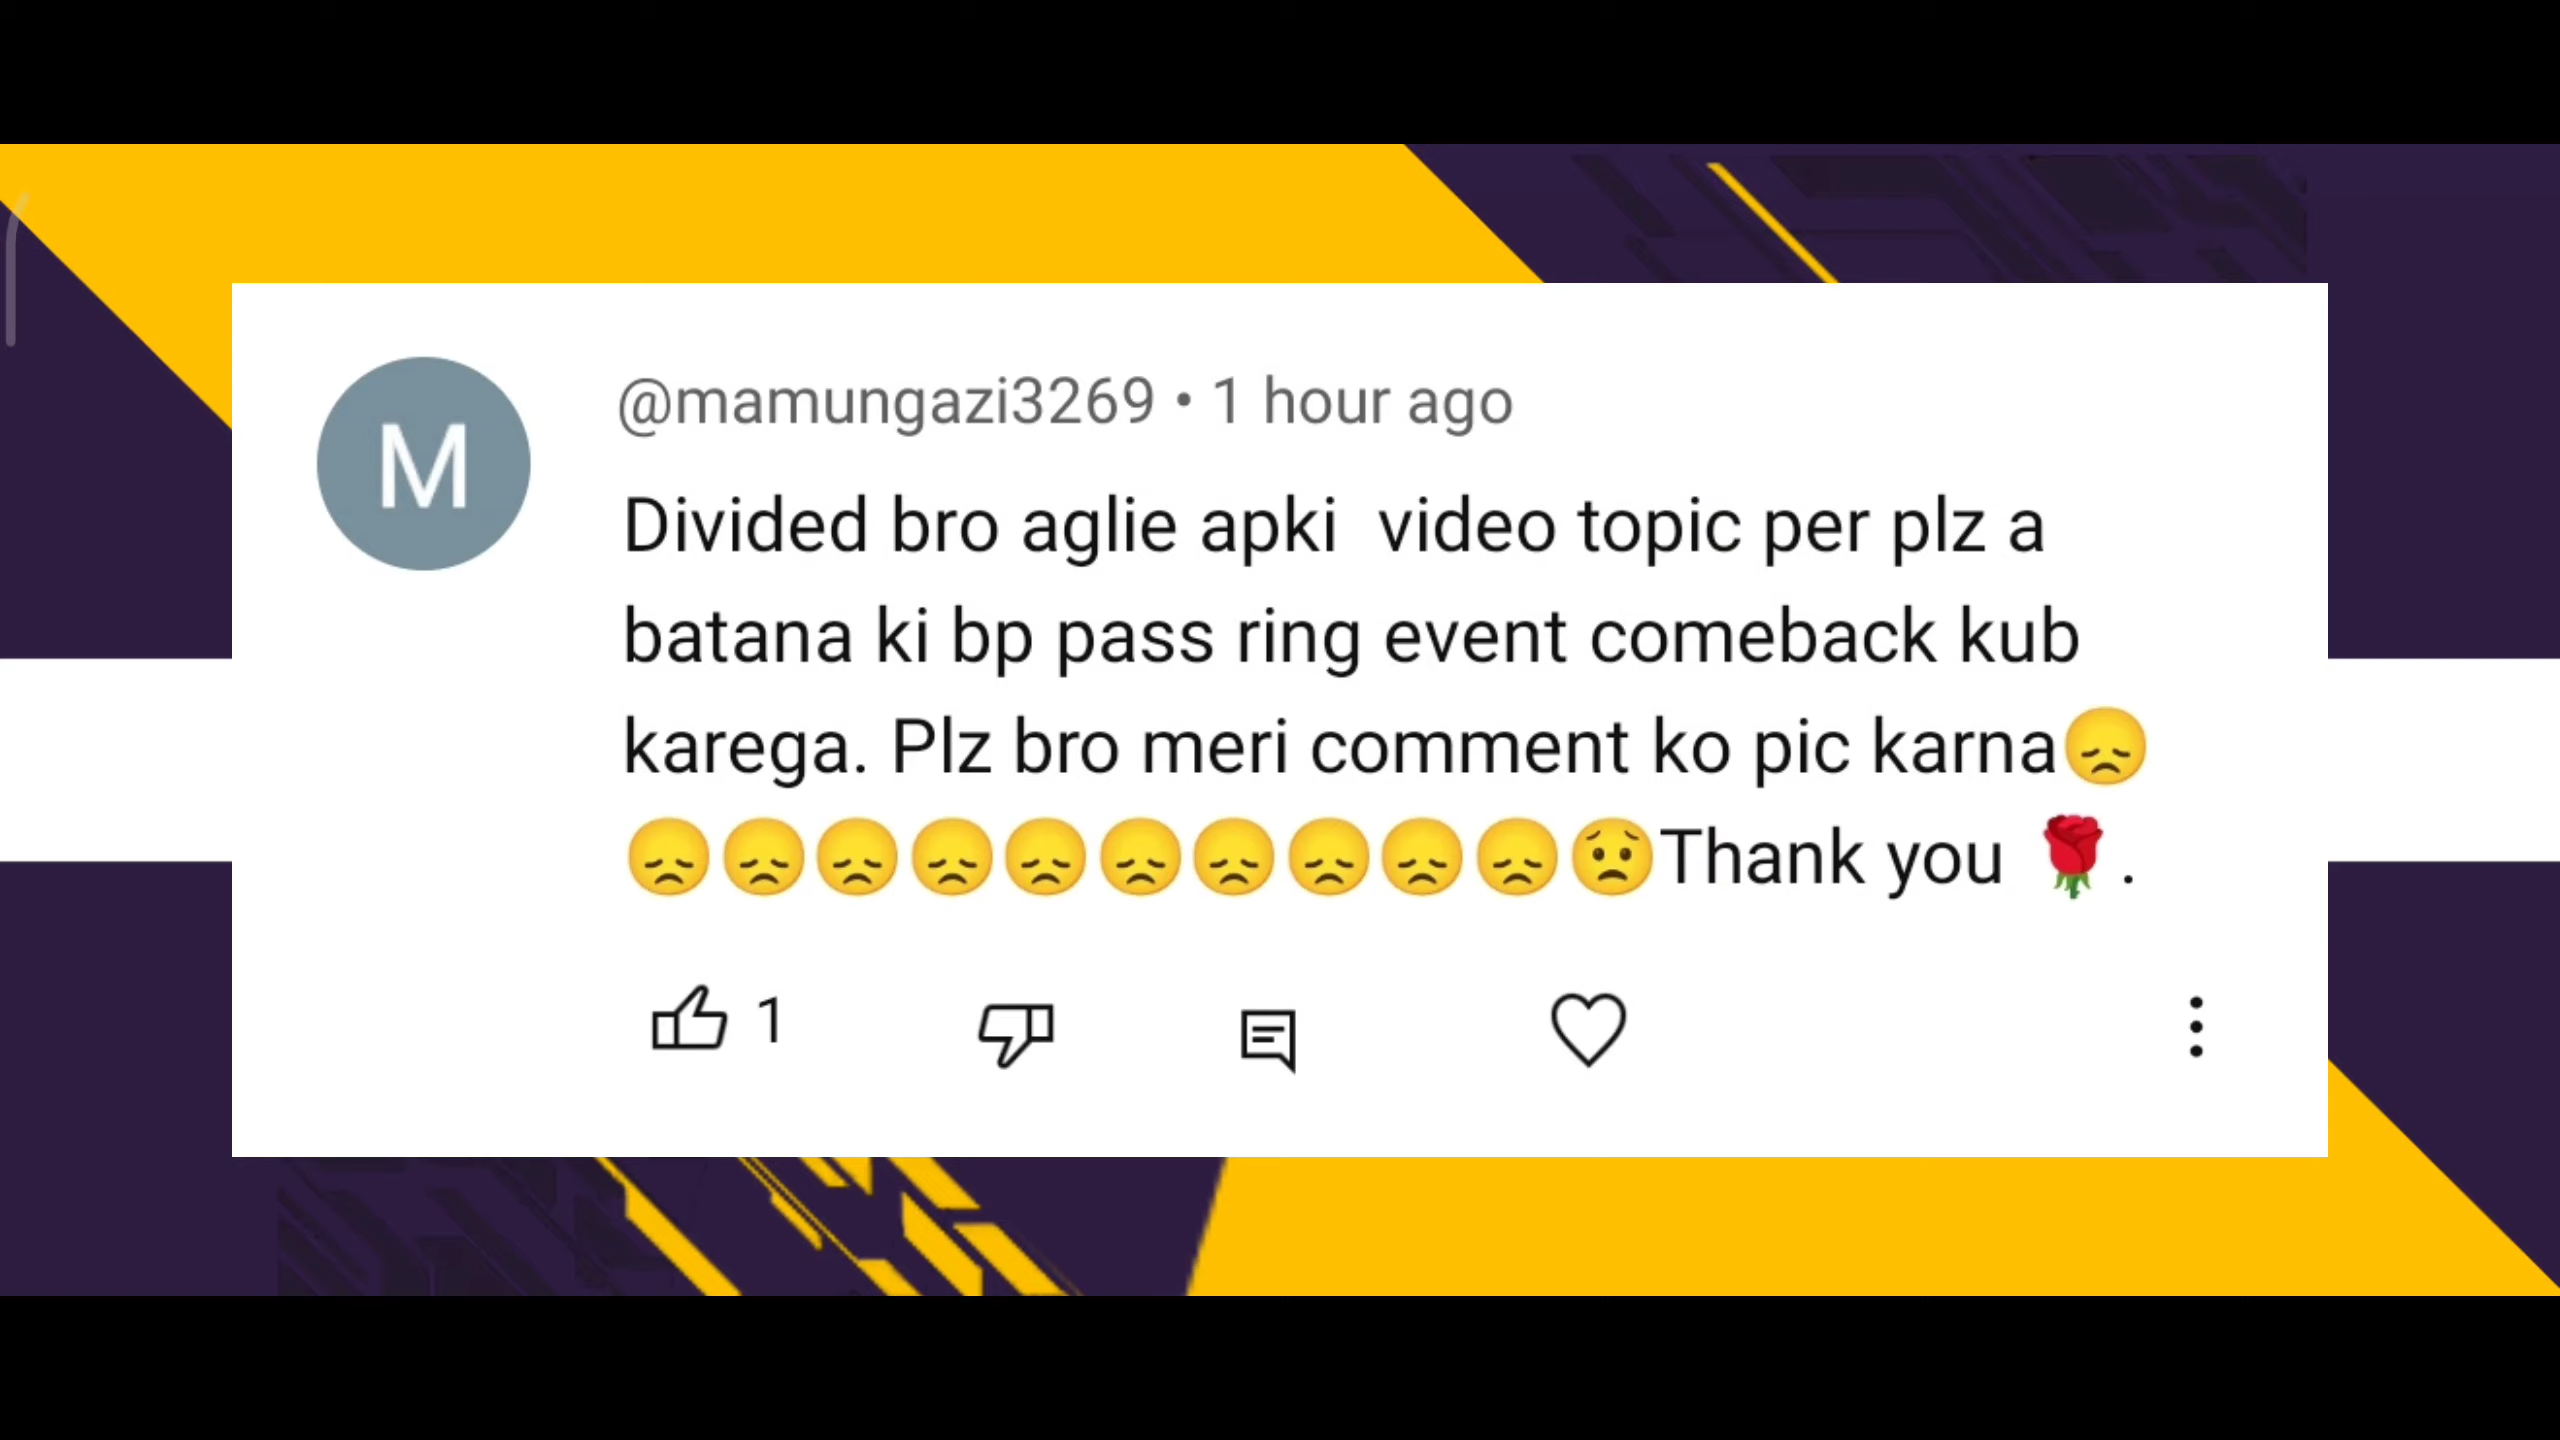 M
@mamungazi3269 • 1 hour ago
Divided bro aglie apki  video topic per plz a
batana ki bp pass ring event comeback kub
karega. Plz bro meri comment ko pic karna😞
😞😞😞😞😞😞😞😞😞😞😟Thank you 🌹.
1